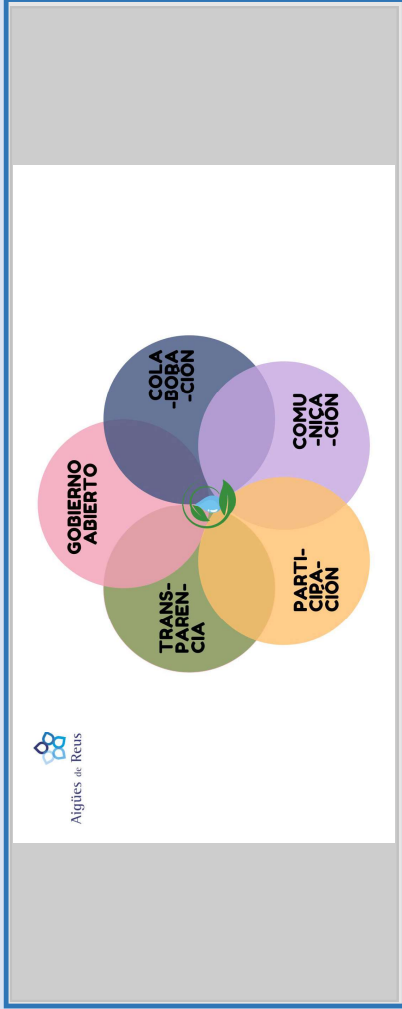 Aigües de Reus
GOBIERNO
ABIERTO
TRANS-
PAREN-
CIA
COLA
-BORA
-CIÓN
PARTI-
CIPA-
CIÓN
COMU
-NICA
-CIÓN